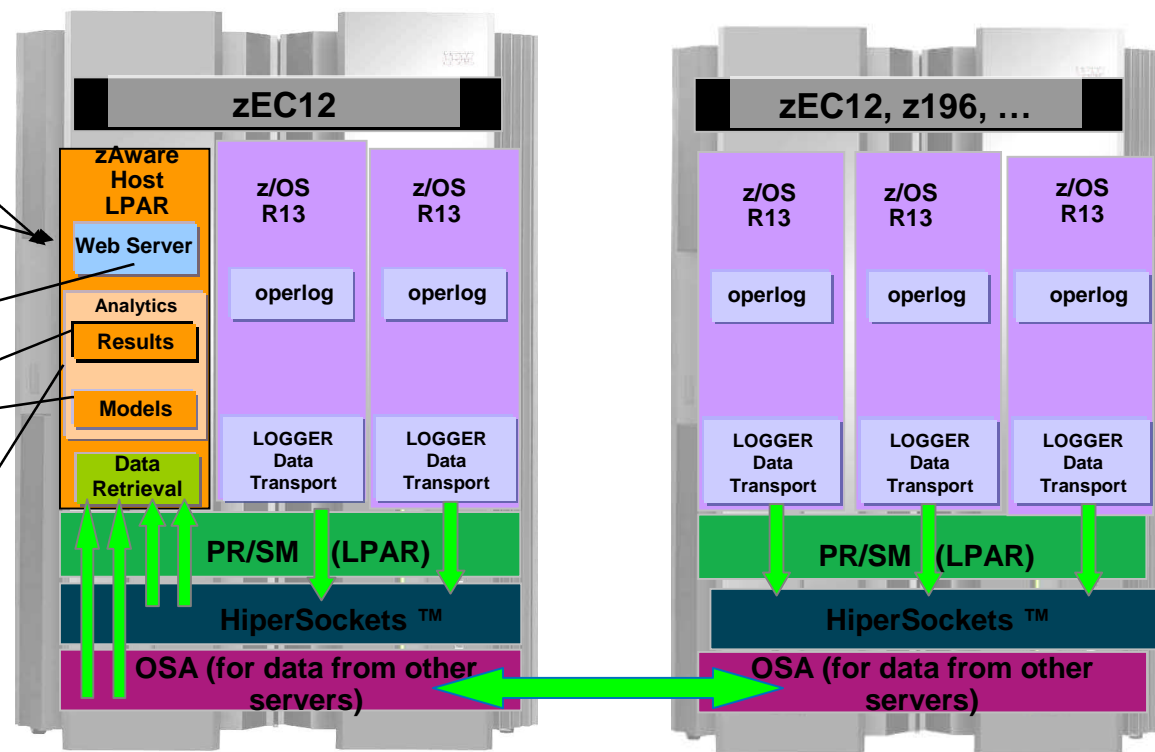 zEC12
zAware
Host
LPAR
Web Server
Analytics
Results
Models
Data
Retrieval
z/OS
R13
operlog
LOGGER
Data
Transport
z/OS
R13
operlog
LOGGER
Data
Transport
PR/SM (LPAR)
HiperSockets ™
OSA (for data from other
servers)
zEC12, z196, …
z/OS
R13
operlog
LOGGER
Data
Transport
z/OS
R13
operlog
LOGGER
Data
Transport
z/OS
R13
operlog
LOGGER
Data
Transport
PR/SM (LPAR)
HiperSockets ™
OSA (for data from other
servers)